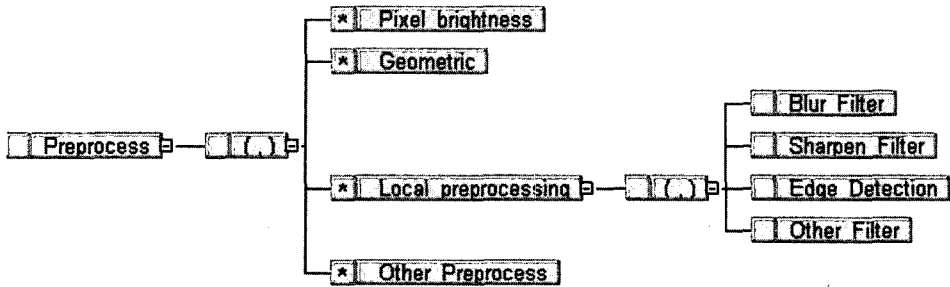 * Pixel brightness
* Geometric
Preprocess (,)
* Local preprocessing (,)
* Other Preprocess
Blur Filter
Sharpen Filter
Edge Detection
Other Filter